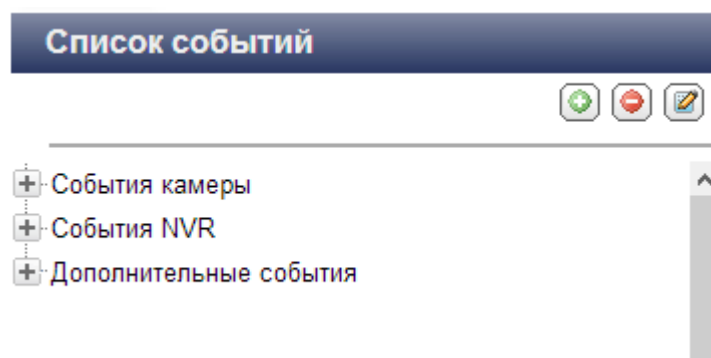 Список событий
События камеры
События NVR
Дополнительные события